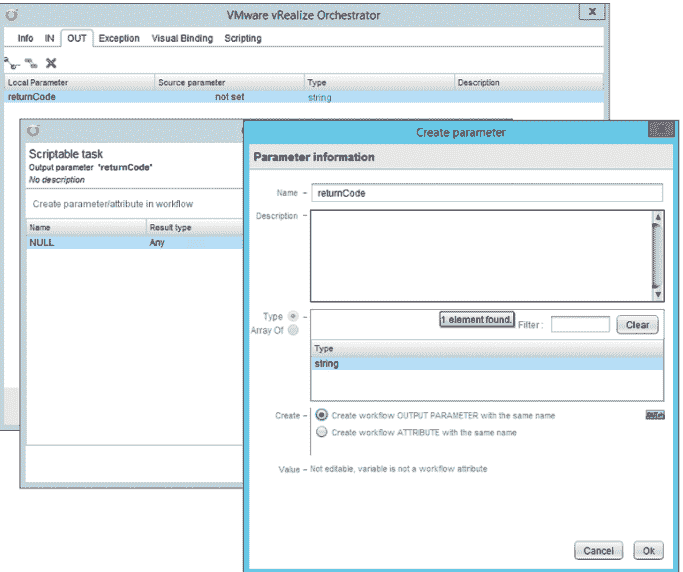 VMware vRealize Orchestrator
x
Info IN OUT Exception Visual Binding Scripting
Local Parameter Source parameter Type Description
returnCode not set string
Scriptable task
Output parameter "returnCode"
No description
Create parameter/attribute in workflow
Name Result type
NULL Any
Create parameter
Parameter information
Name returnCode
Description
Type
Array Of
1 element found. Filter : Clear
Type
string
Create Create workflow OUTPUT PARAMETER with the same name
Create workflow ATTRIBUTE with the same name
Value Not editable, variable is not a workflow attribute
Cancel Ok